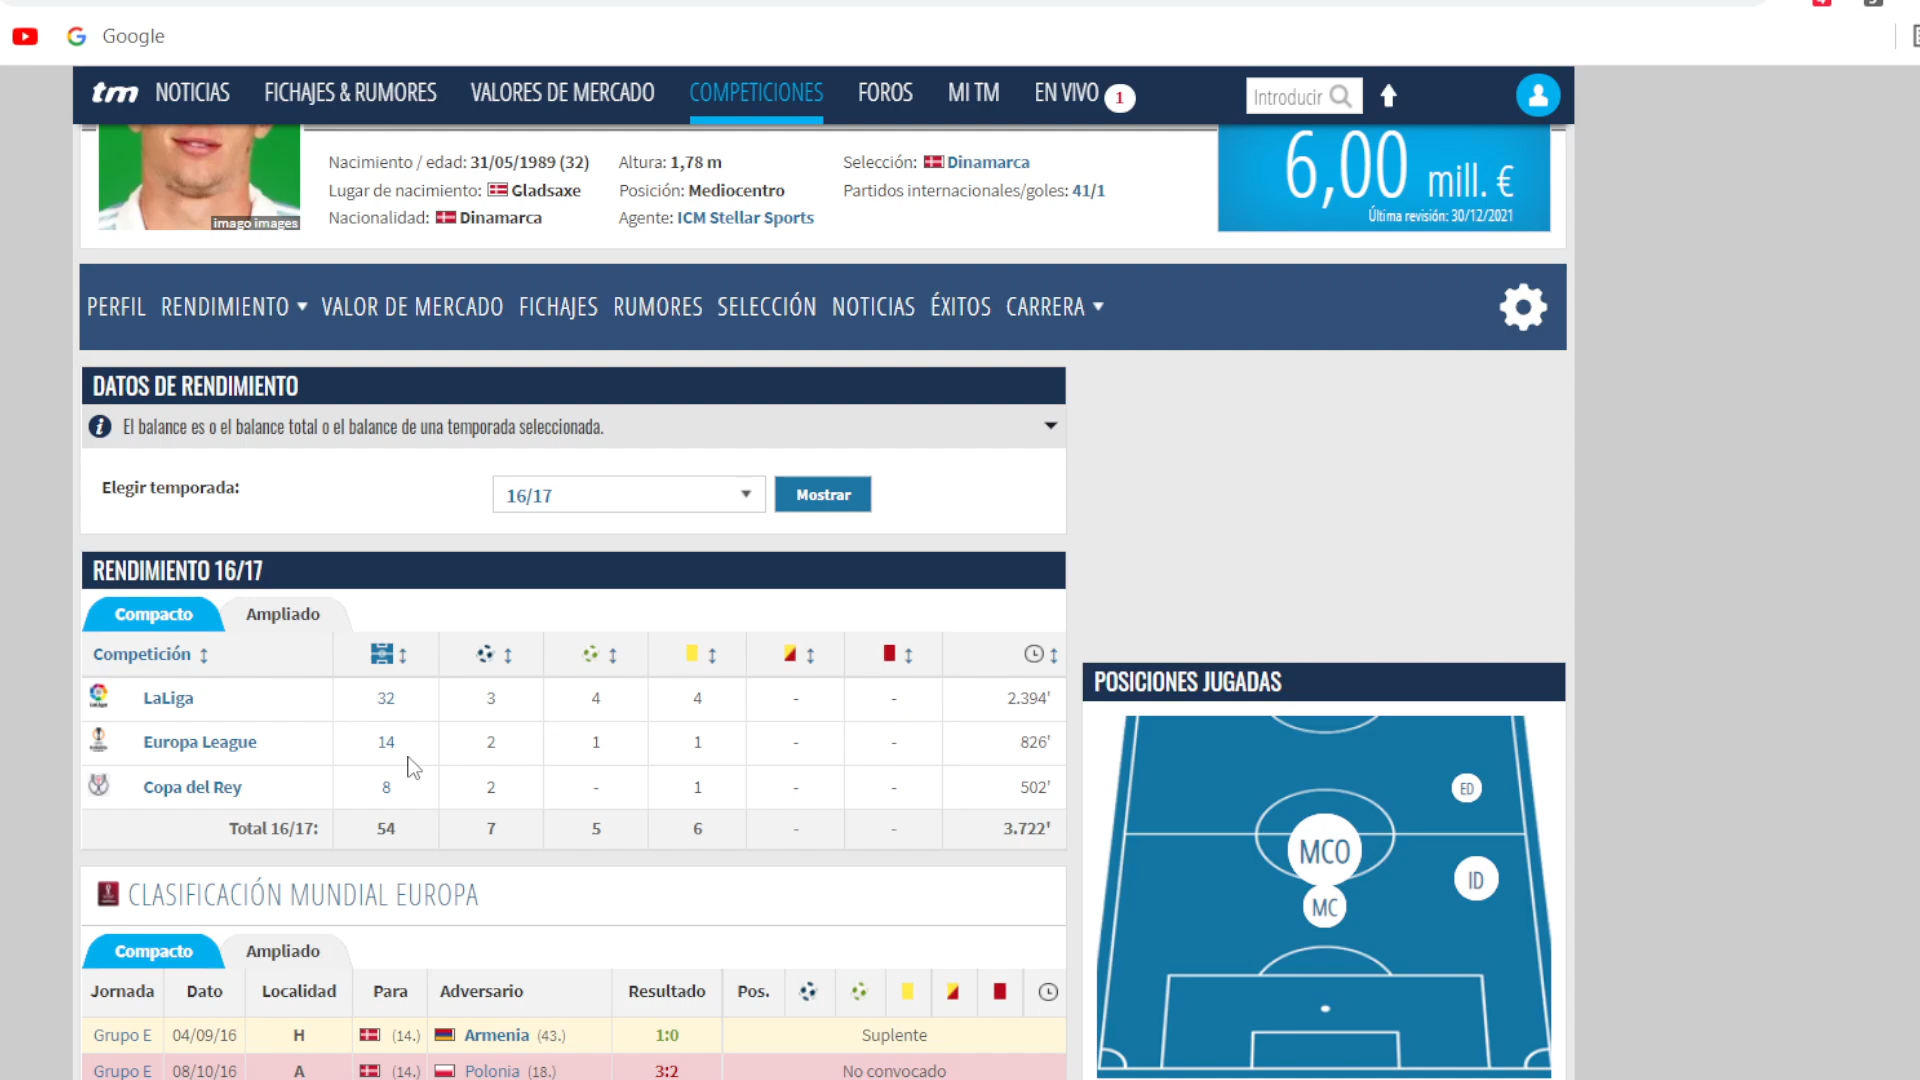 Google
tm NOTICIAS FICHAJES & RUMORES VALORES DE MERCADO COMPETICIONES FOROS MI TM EN VIVO 1 Introducir
imago images
Nacimiento / edad: 31/05/1989 (32) Altura: 1,78 m Selección: Dinamarca
Lugar de nacimiento: Gladsaxe Posición: Mediocentro Partidos internacionales/goles: 41/1
Nacionalidad: Dinamarca Agente: ICM Stellar Sports
6,00 mill. €
Última revisión: 30/12/2021
PERFIL RENDIMIENTO VALOR DE MERCADO FICHAJES RUMORES SELECCIÓN NOTICIAS ÉXITOS CARRERA
DATOS DE RENDIMIENTO
El balance es o el balance total o el balance de una temporada seleccionada.
Elegir temporada: 16/17 Mostrar
RENDIMIENTO 16/17
Compacto Ampliado
Competición
LaLiga 32 3 4 4 - - 2.394'
Europa League 14 2 1 1 - - 826'
Copa del Rey 8 2 - 1 - - 502'
Total 16/17: 54 7 5 6 - - 3.722'
POSICIONES JUGADAS
ED
MCO
ID
MC
CLASIFICACIÓN MUNDIAL EUROPA
Compacto Ampliado
Jornada Dato Localidad Para Adversario Resultado Pos.
Grupo E 04/09/16 H (14.) Armenia (43.) 1:0 Suplente
Grupo E 08/10/16 A (14.) Polonia (18.) 3:2 No convocado